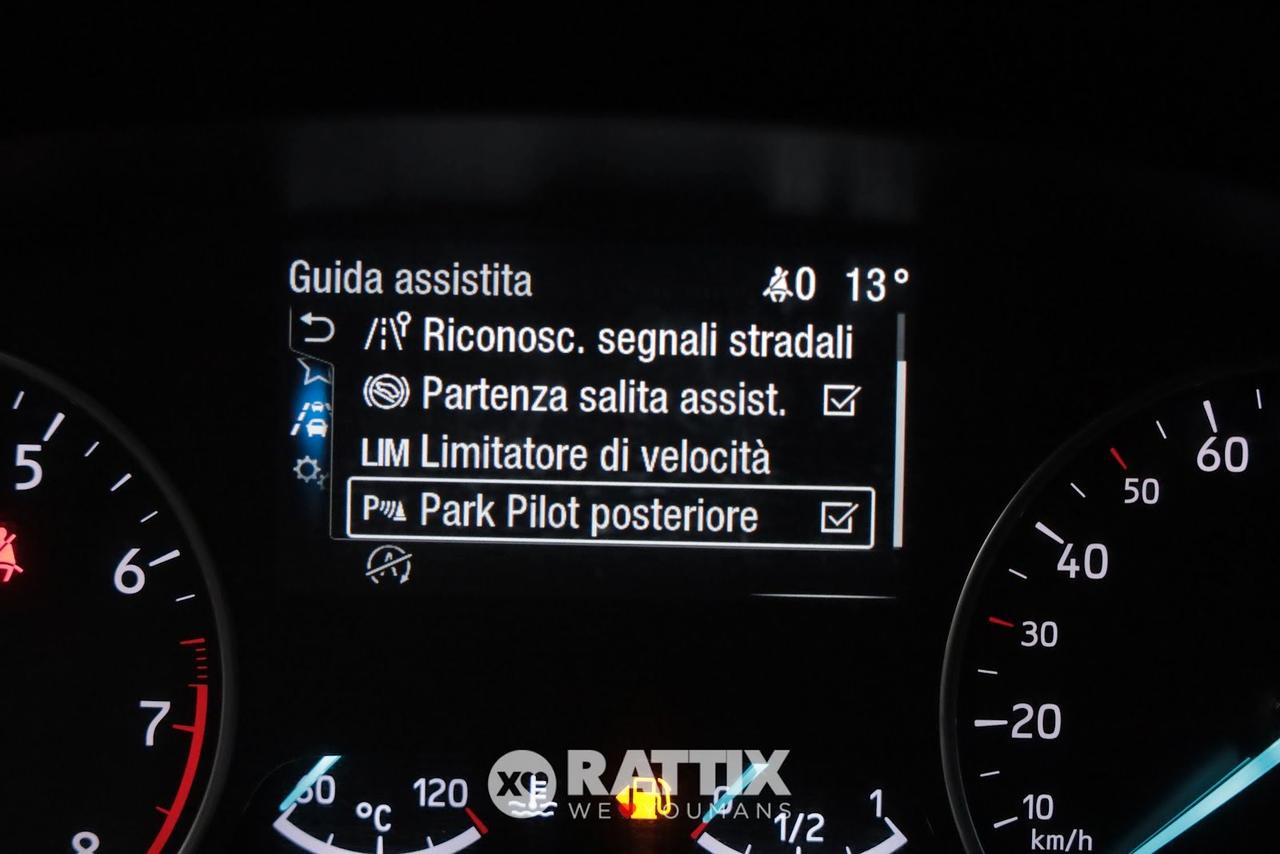 Guida assistita
0 13°
Riconosc. segnali stradali
Partenza salita assist.
LIM Limitatore di velocità
P Park Pilot posteriore
A
5
6
7
8
60
50
40
30
20
10
km/h
120
°C
1/2
1
RATTIX